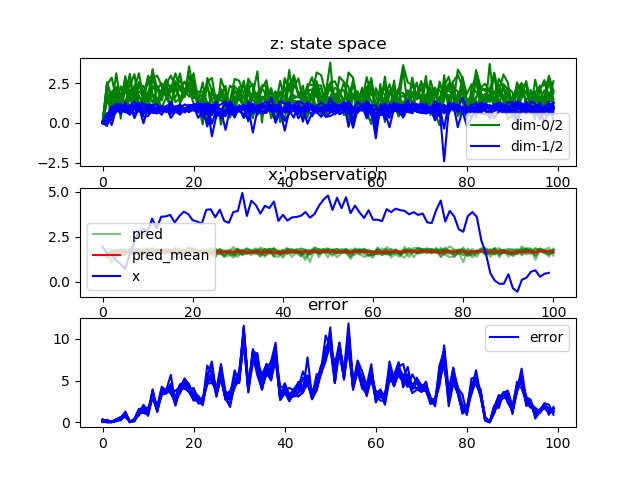 z: state space
2.5
0.0
−2.5
dim-0/2
dim-1/2
0 20 40 60 80 100
x: observation
5.0
2.5
0.0
pred
pred_mean
x
0 20 40 60 80 100
error
10
5
0
error
0 20 40 60 80 100